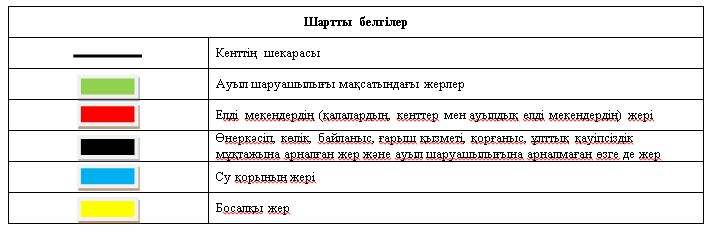 Шартты белгілер
Кенттің шекарасы
Ауыл шаруашылығы мақсатындағы жерлер
Елді мекендердің (қалалардың, кенттер мен ауылдық елді мекендердің) жері
Өнеркәсіп, көлік, байланыс, ғарыш қызметі, қорғаныс, ұлттық қауіпсіздік
мұқтажына арналған жер және ауыл шаруашылығына арналмаған өзге де жер
Су қорының жері
Босалқы жер